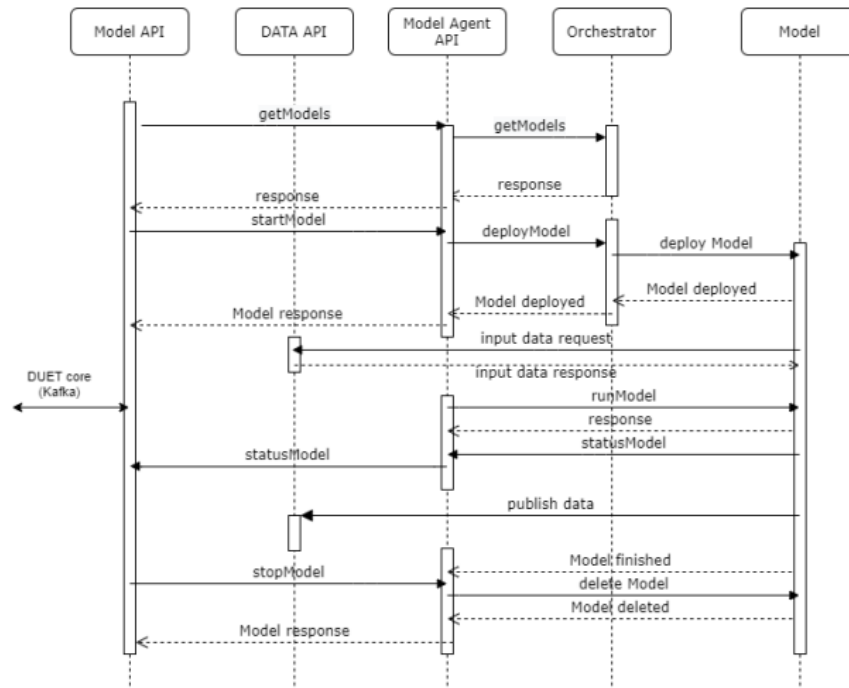 Model API
DATA API
Model Agent
API
Orchestrator
Model
getModels
getModels
response
response
startModel
deployModel
deploy Model
Model deployed
Model deployed
Model response
input data request
input data response
DUET core
(Kafka)
runModel
response
statusModel
statusModel
publish data
Model finished
stopModel
delete Model
Model deleted
Model response